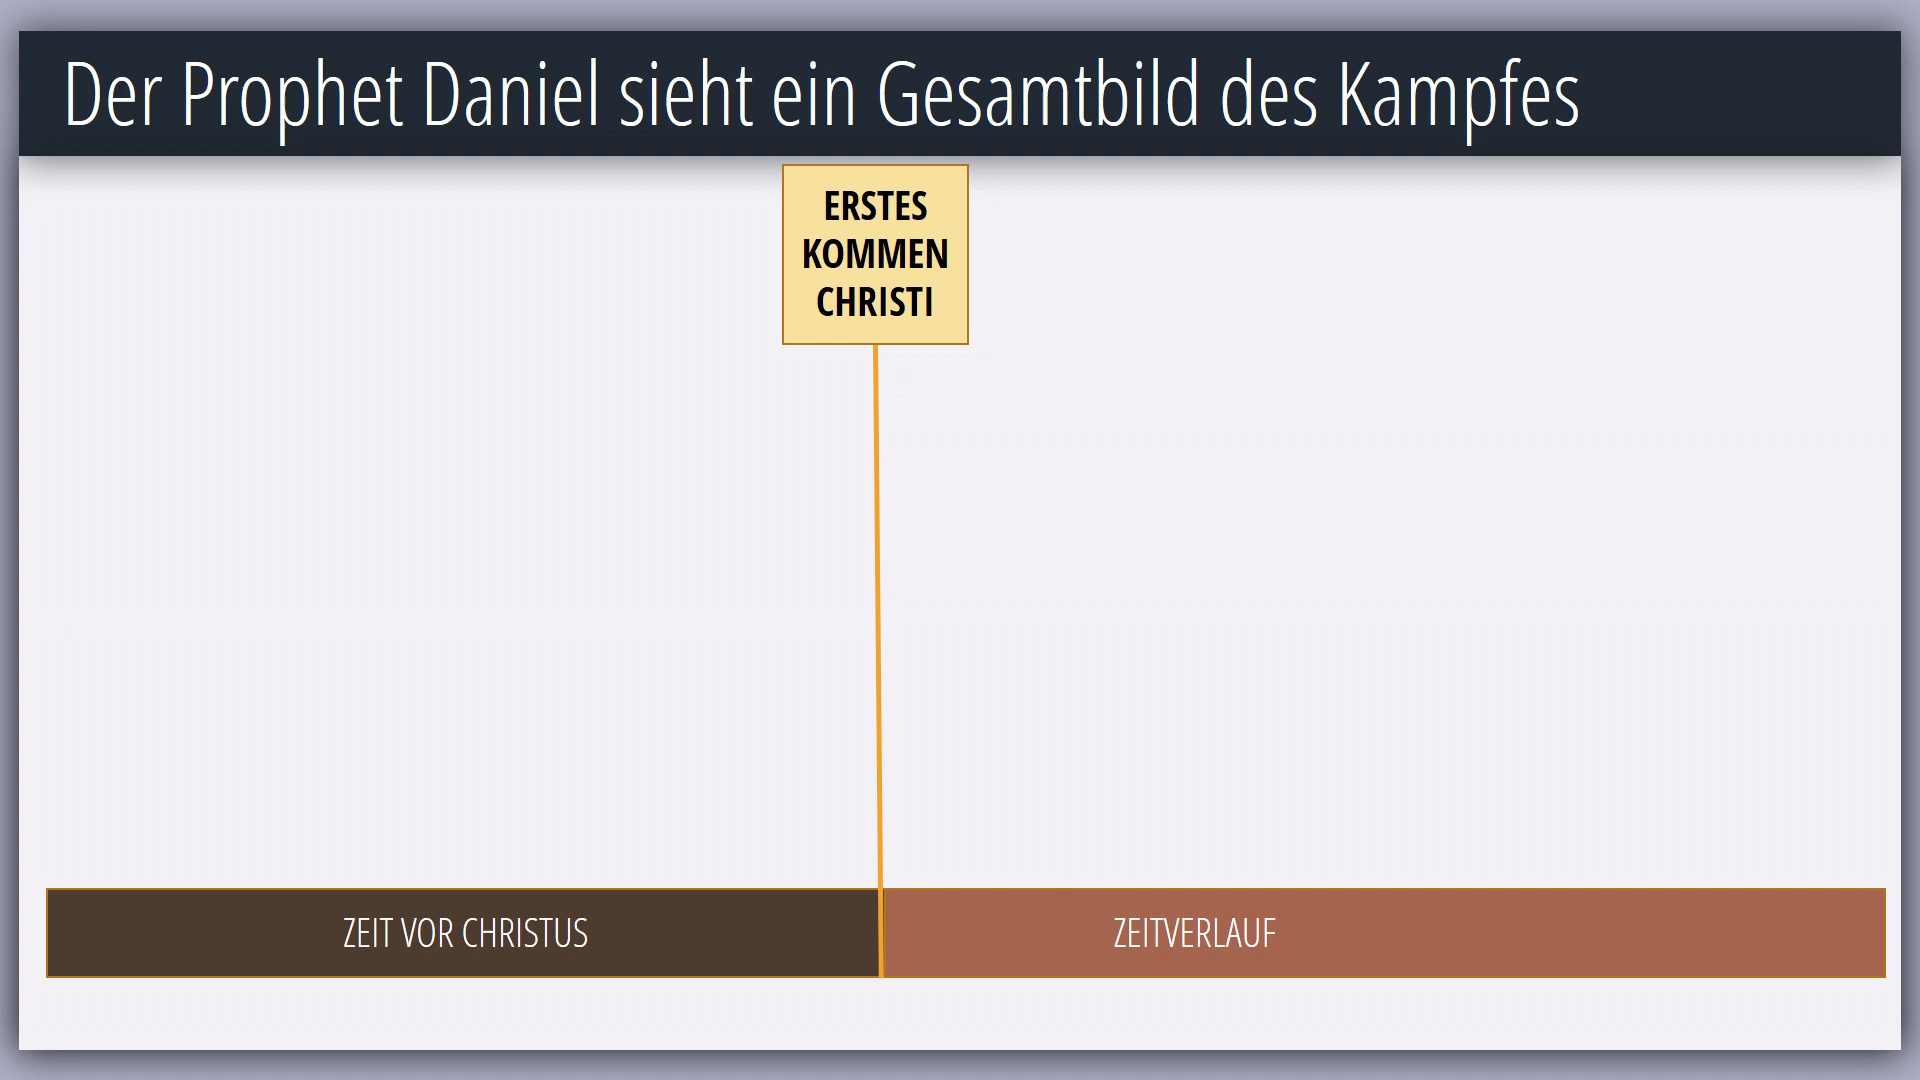 Der Prophet Daniel sieht ein Gesamtbild des Kampfes
ERSTES
KOMMEN
CHRISTI
ZEIT VOR CHRISTUS
ZEITVERLAUF